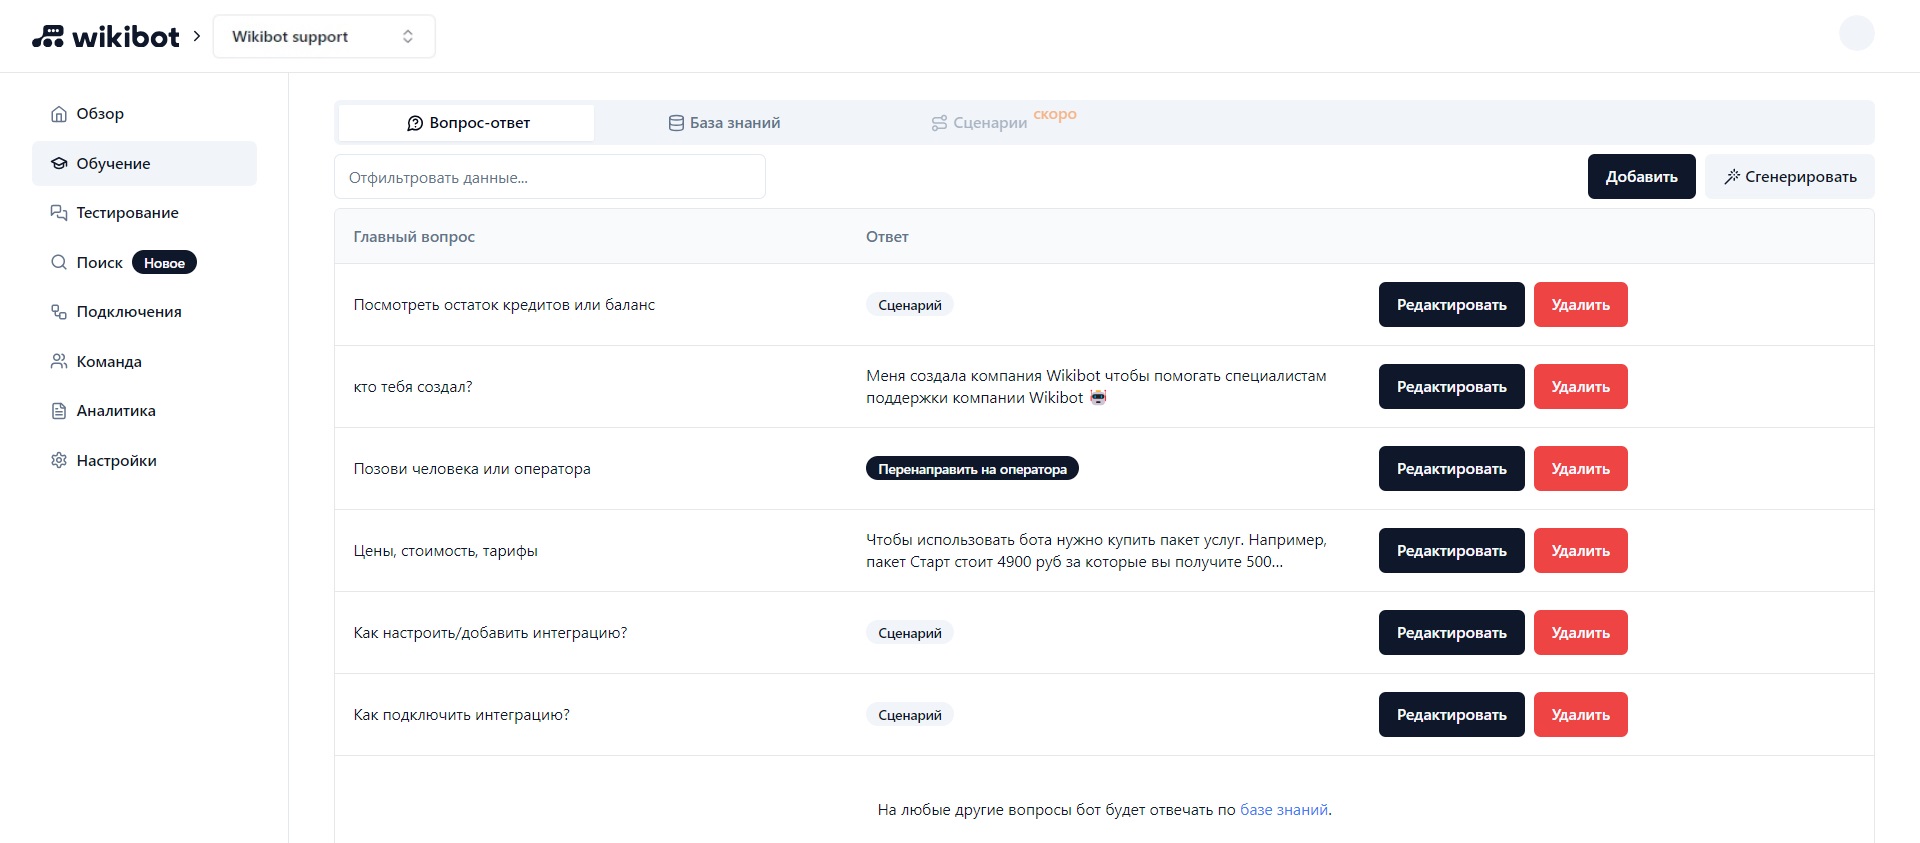 wikibot
Wikibot support
Обзор
Обучение
Тестирование
Поиск Новое
Подключения
Команда
Аналитика
Настройки
Вопрос-ответ База знаний Сценарии скоро
Отфильтровать данные... Добавить Сгенерировать
Главный вопрос Ответ
Посмотреть остаток кредитов или баланс Сценарий Редактировать Удалить
кто тебя создал? Меня создала компания Wikibot чтобы помогать специалистам
поддержки компании Wikibot 🤖 Редактировать Удалить
Позови человека или оператора Перенаправить на оператора Редактировать Удалить
Цены, стоимость, тарифы Чтобы использовать бота нужно купить пакет услуг. Например,
пакет Старт стоит 4900 руб за которые вы получите 500... Редактировать Удалить
Как настроить/добавить интеграцию? Сценарий Редактировать Удалить
Как подключить интеграцию? Сценарий Редактировать Удалить
На любые другие вопросы бот будет отвечать по базе знаний.